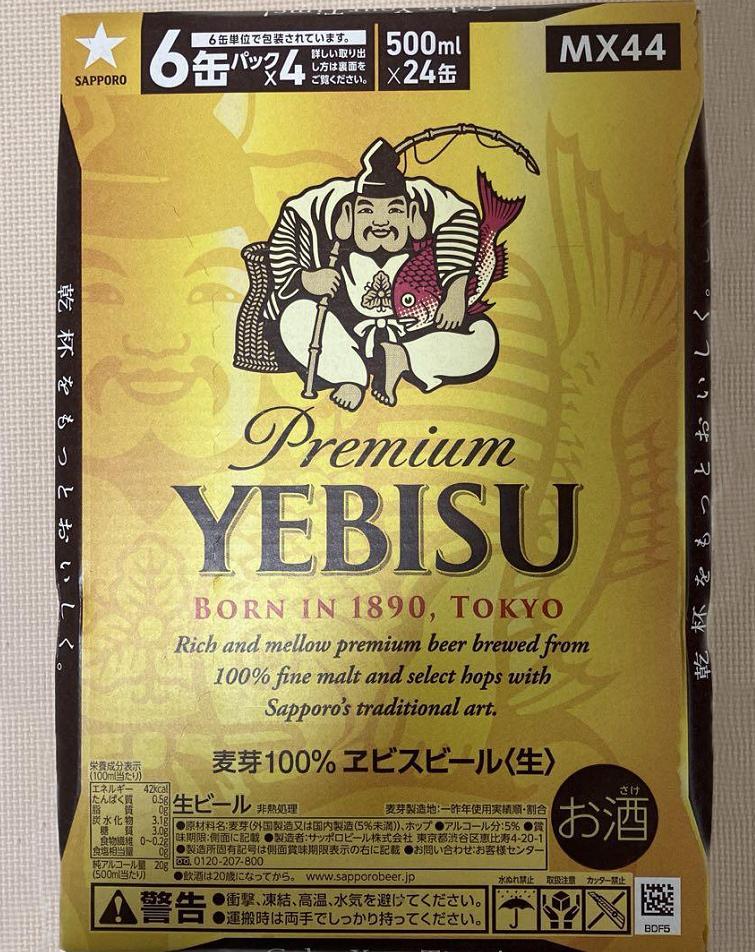 SAPPORO
6缶パック×4
6缶単位で包装されています。
詳しい取り出
し方は裏面を
ご覧ください。
500ml
×24缶
MX44
乾杯をもっとおいしく。
乾杯をもっとおいしく。
Premium
YEBISU
BORN IN 1890, TOKYO
Rich and mellow premium beer brewed from
100% fine malt and select hops with
Sapporo's traditional art.
麦芽100% ヱビスビール〈生〉
栄養成分表示
(100ml当たり)
エネルギー 42kcal
たんぱく質 0.5g
脂質 0g
炭水化物 3.1g
糖質 3.0g
食物繊維 0~0.2g
食塩相当量 0g
純アルコール量 20g
(500ml当たり)
生ビール 非熱処理
麦芽製造地:一昨年使用実績順・割合
●原材料名:麦芽(外国製造又は国内製造(5%未満))、ホップ ●アルコール分:5% ●賞
味期限:側面に記載 ●製造者:サッポロビール株式会社 東京都渋谷区恵比寿4-20-1
●製造所固有記号は側面賞味期限表示の右に記載 ●お問い合わせ:お客様センター
0120-207-800
●飲酒は20歳になってから。 www.sapporobeer.jp
さけ
お酒
警告
●衝撃、凍結、高温、水気を避けてください。
●運搬時は両手でしっかり持ってください。
水ぬれ禁止
取扱注意
カッター禁止
BDF5